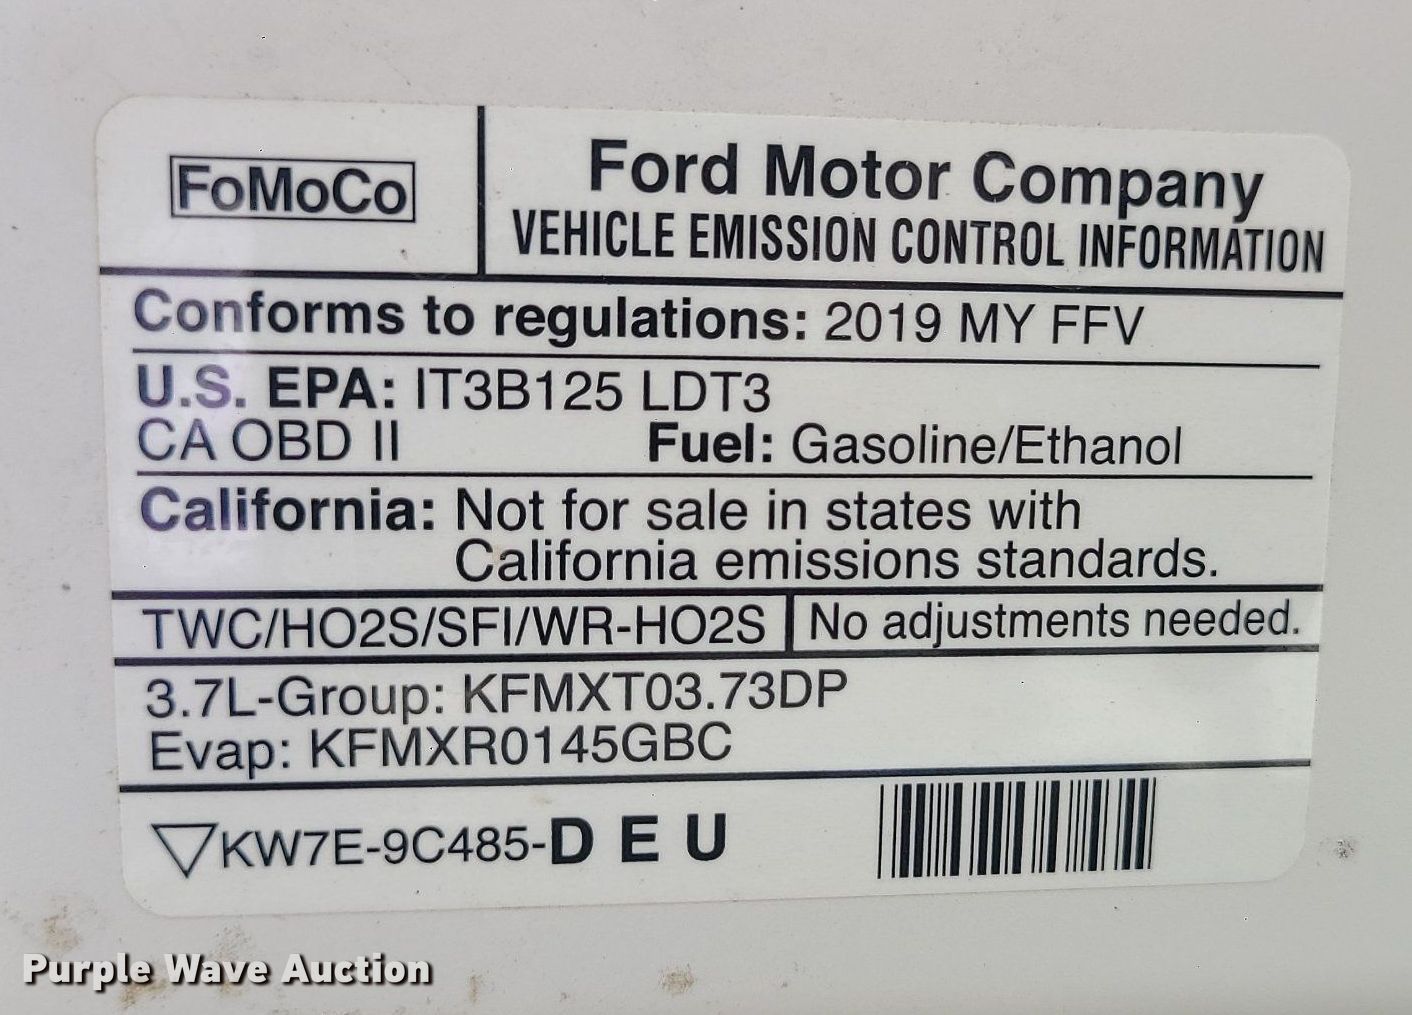 FoMoCo
Ford Motor Company
VEHICLE EMISSION CONTROL INFORMATION
Conforms to regulations: 2019 MY FFV
U.S. EPA: IT3B125 LDT3
CA OBD II Fuel: Gasoline/Ethanol
California: Not for sale in states with
California emissions standards.
TWC/HO2S/SFI/WR-HO2S No adjustments needed.
3.7L-Group: KFMXT03.73DP
Evap: KFMXR0145GBC
▽KW7E-9C485-D E U
Purple Wave Auction